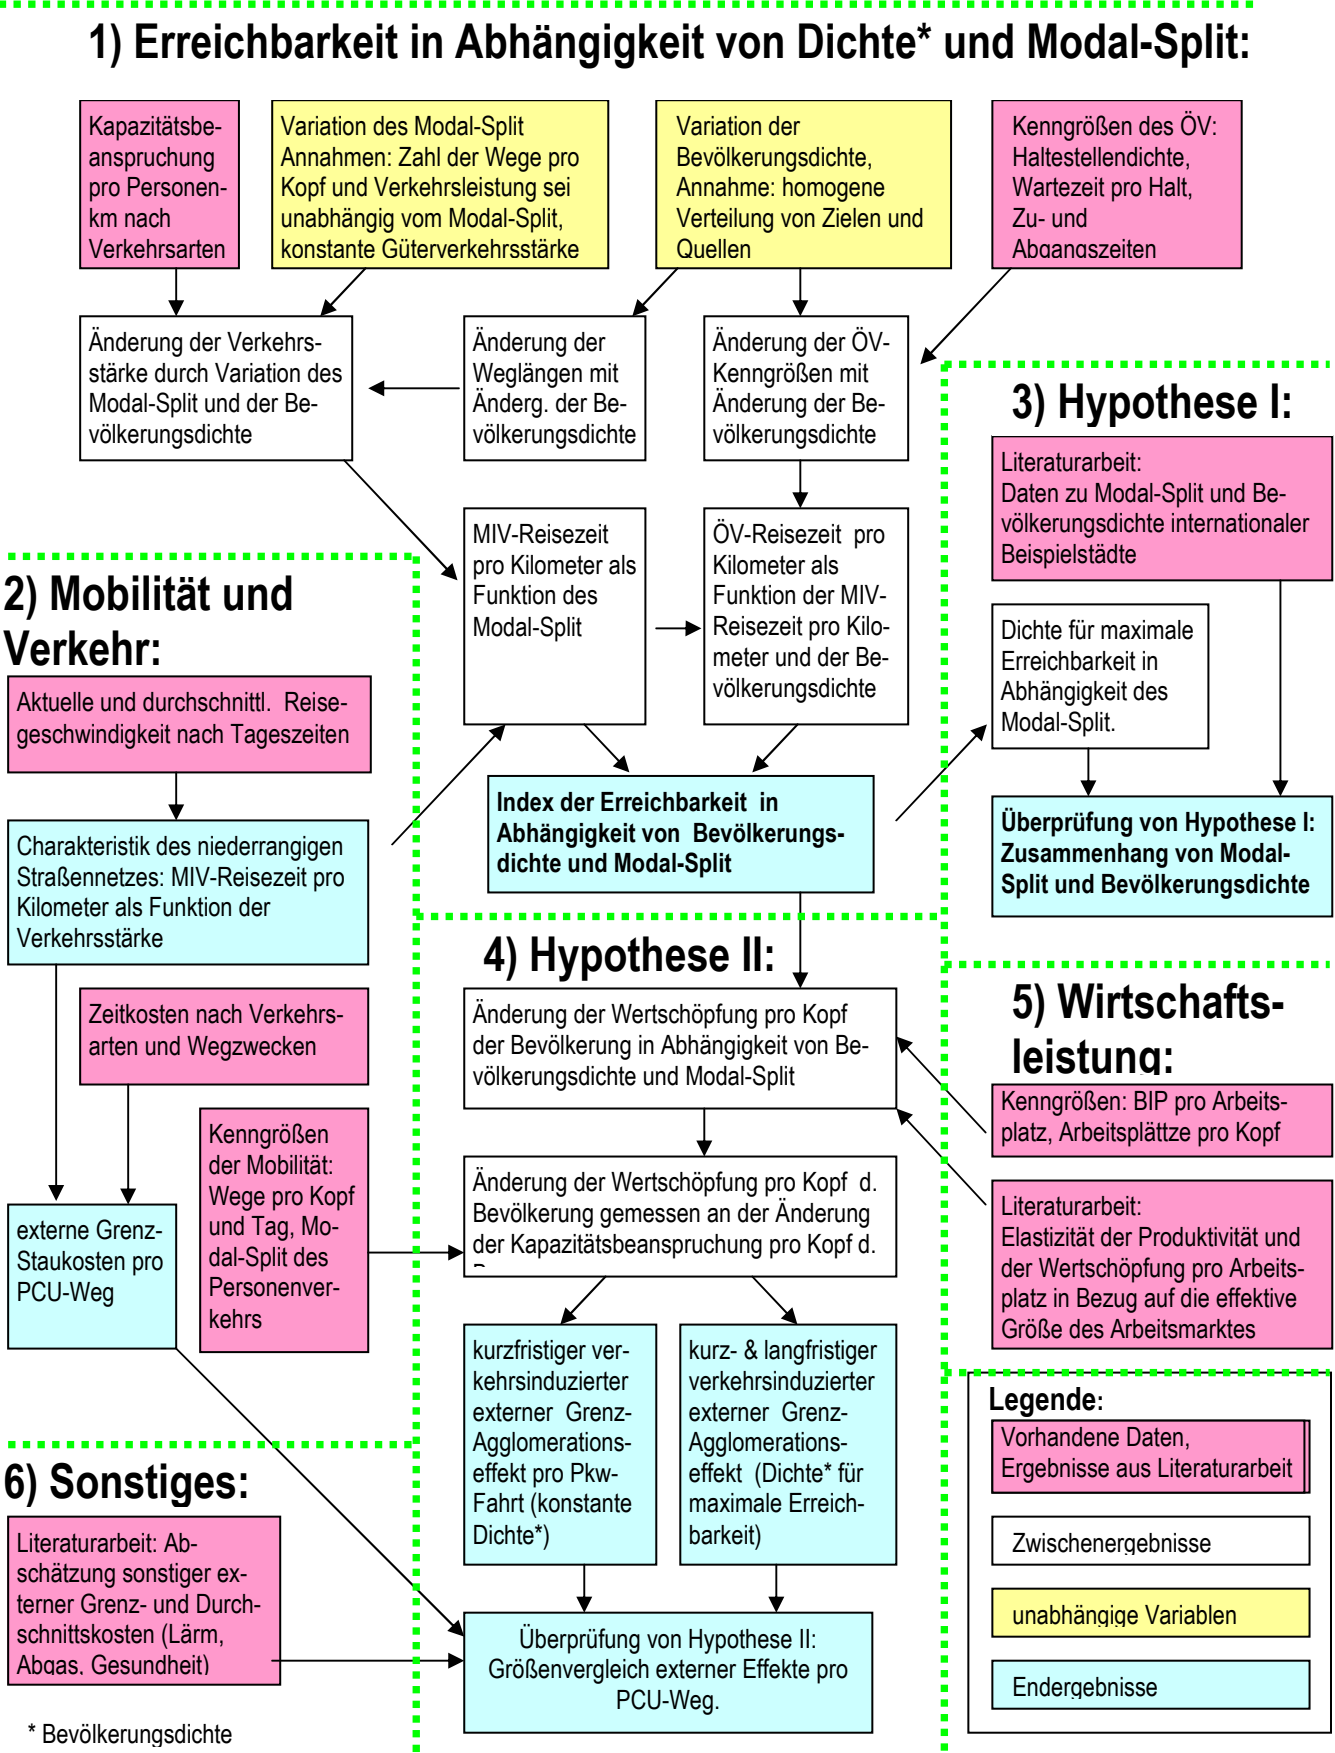 1) Erreichbarkeit in Abhängigkeit von Dichte* und Modal-Split:
Kapazitätsbe-
anspruchung
pro Personen-
km nach
Verkehrsarten
Variation des Modal-Split
Annahmen: Zahl der Wege pro
Kopf und Verkehrsleistung sei
unabhängig vom Modal-Split,
konstante Güterverkehrsstärke
Variation der
Bevölkerungsdichte,
Annahme: homogene
Verteilung von Zielen und
Quellen
Kenngrößen des ÖV:
Haltestellendichte,
Wartezeit pro Halt,
Zu- und
Abgangszeiten
Änderung der Verkehrs-
stärke durch Variation des
Modal-Split und der Be-
völkerungsdichte
Änderung der
Weglängen mit
Änderg. der Be-
völkerungsdichte
Änderung der ÖV-
Kenngrößen mit
Änderung der Be-
völkerungsdichte
MIV-Reisezeit
pro Kilometer als
Funktion des
Modal-Split
ÖV-Reisezeit pro
Kilometer als
Funktion der MIV-
Reisezeit pro Kilo-
meter und der Be-
völkerungsdichte
Index der Erreichbarkeit in
Abhängigkeit von Bevölkerungs-
dichte und Modal-Split
3) Hypothese I:
Literaturarbeit:
Daten zu Modal-Split und Be-
völkerungsdichte internationaler
Beispielstädte
Dichte für maximale
Erreichbarkeit in
Abhängigkeit des
Modal-Split.
Überprüfung von Hypothese I:
Zusammenhang von Modal-
Split und Bevölkerungsdichte
2) Mobilität und
Verkehr:
Aktuelle und durchschnittl. Reise-
geschwindigkeit nach Tageszeiten
Charakteristik des niederrangigen
Straßennetzes: MIV-Reisezeit pro
Kilometer als Funktion der
Verkehrsstärke
Zeitkosten nach Verkehrs-
arten und Wegzwecken
Kenngrößen
der Mobilität:
Wege pro Kopf
und Tag, Mo-
dal-Split des
Personenver-
kehrs
externe Grenz-
Staukosten pro
PCU-Weg
4) Hypothese II:
Änderung der Wertschöpfung pro Kopf
der Bevölkerung in Abhängigkeit von Be-
völkerungsdichte und Modal-Split
Änderung der Wertschöpfung pro Kopf d.
Bevölkerung gemessen an der Änderung
der Kapazitätsbeanspruchung pro Kopf d.
kurzfristiger ver-
kehrsinduzierter
externer Grenz-
Agglomerations-
effekt pro Pkw-
Fahrt (konstante
Dichte*)
kurz- & langfristiger
verkehrsinduzierter
externer Grenz-
Agglomerations-
effekt (Dichte* für
maximale Erreich-
barkeit)
Überprüfung von Hypothese II:
Größenvergleich externer Effekte pro
PCU-Weg.
5) Wirtschafts-
leistung:
Kenngrößen: BIP pro Arbeits-
platz, Arbeitsplättze pro Kopf
Literaturarbeit:
Elastizität der Produktivität und
der Wertschöpfung pro Arbeits-
platz in Bezug auf die effektive
Größe des Arbeitsmarktes
6) Sonstiges:
Literaturarbeit: Ab-
schätzung sonstiger ex-
terner Grenz- und Durch-
schnittskosten (Lärm,
Abgas, Gesundheit)
* Bevölkerungsdichte
Legende:
Vorhandene Daten,
Ergebnisse aus Literaturarbeit
Zwischenergebnisse
unabhängige Variablen
Endergebnisse